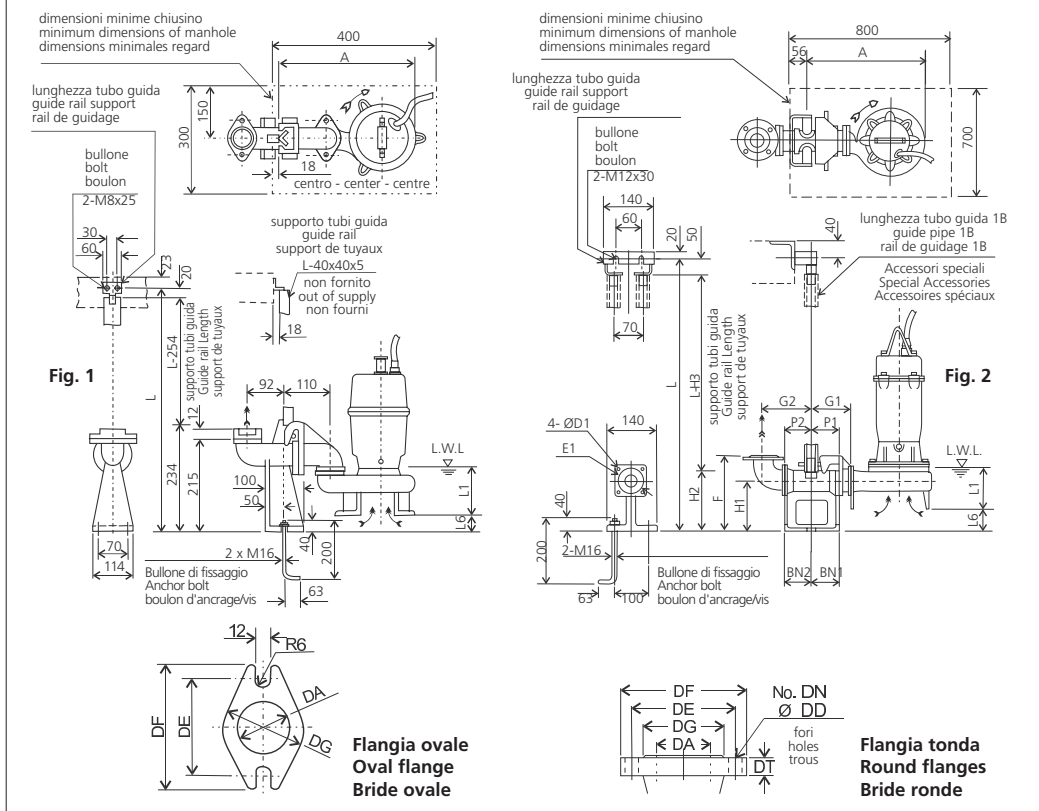 dimensioni minime chiusino
minimum dimensions of manhole
dimensions minimales regard
400
A
lunghezza tubo guida
guide rail support
rail de guidage
300
150
bullone
bolt
boulon
2-M8x25
18
centro - center - centre
30
60
23
20
supporto tubi guida
guide rail
support de tuyaux
L-40x40x5
non fornito
out of supply
non fourni
18
Fig. 1
L
L-254
supporto tubi guida
Guide rail Length
support de tuyaux
12
92
110
L.W.L
234
215
100
50
L1
L6
40
200
70
114
2 x M16
Bullone di fissaggio
Anchor bolt
boulon d'ancrage/vis
63
12
R6
DF
DE
DA
DG
Flangia ovale
Oval flange
Bride ovale
dimensioni minime chiusino
minimum dimensions of manhole
dimensions minimales regard
800
56
A
lunghezza tubo guida
guide rail support
rail de guidage
700
bullone
bolt
boulon
2-M12x30
140
60
20
50
40
lunghezza tubo guida 1B
guide pipe 1B
rail de guidage 1B
Accessori speciali
Special Accessories
Accessoires spéciaux
70
L
L-H3
supporto tubi guida
Guide rail Length
support de tuyaux
Fig. 2
G2
G1
P2
P1
4- ØD1
140
E1
L.W.L
H2
F
H1
L1
L6
40
200
2-M16
BN2
BN1
63
100
Bullone di fissaggio
Anchor bolt
boulon d'ancrage/vis
DF
DE
DG
DA
No. DN
Ø DD
fori
holes
trous
DT
Flangia tonda
Round flanges
Bride ronde